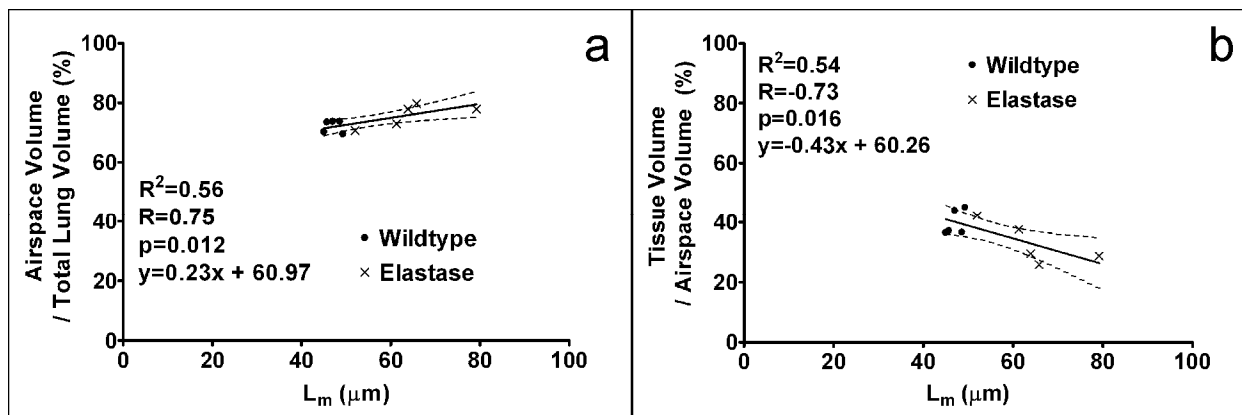 a
Airspace Volume
/ Total Lung Volume (%)
100
80
60
40
20
0
R²=0.56
R=0.75
p=0.012
y=0.23x + 60.97
Wildtype
Elastase
0 20 40 60 80 100
Lₘ (μm)
b
Tissue Volume
/ Airspace Volume (%)
100
80
60
40
20
0
R²=0.54
R=-0.73
p=0.016
y=-0.43x + 60.26
Wildtype
Elastase
0 20 40 60 80 100
Lₘ (μm)